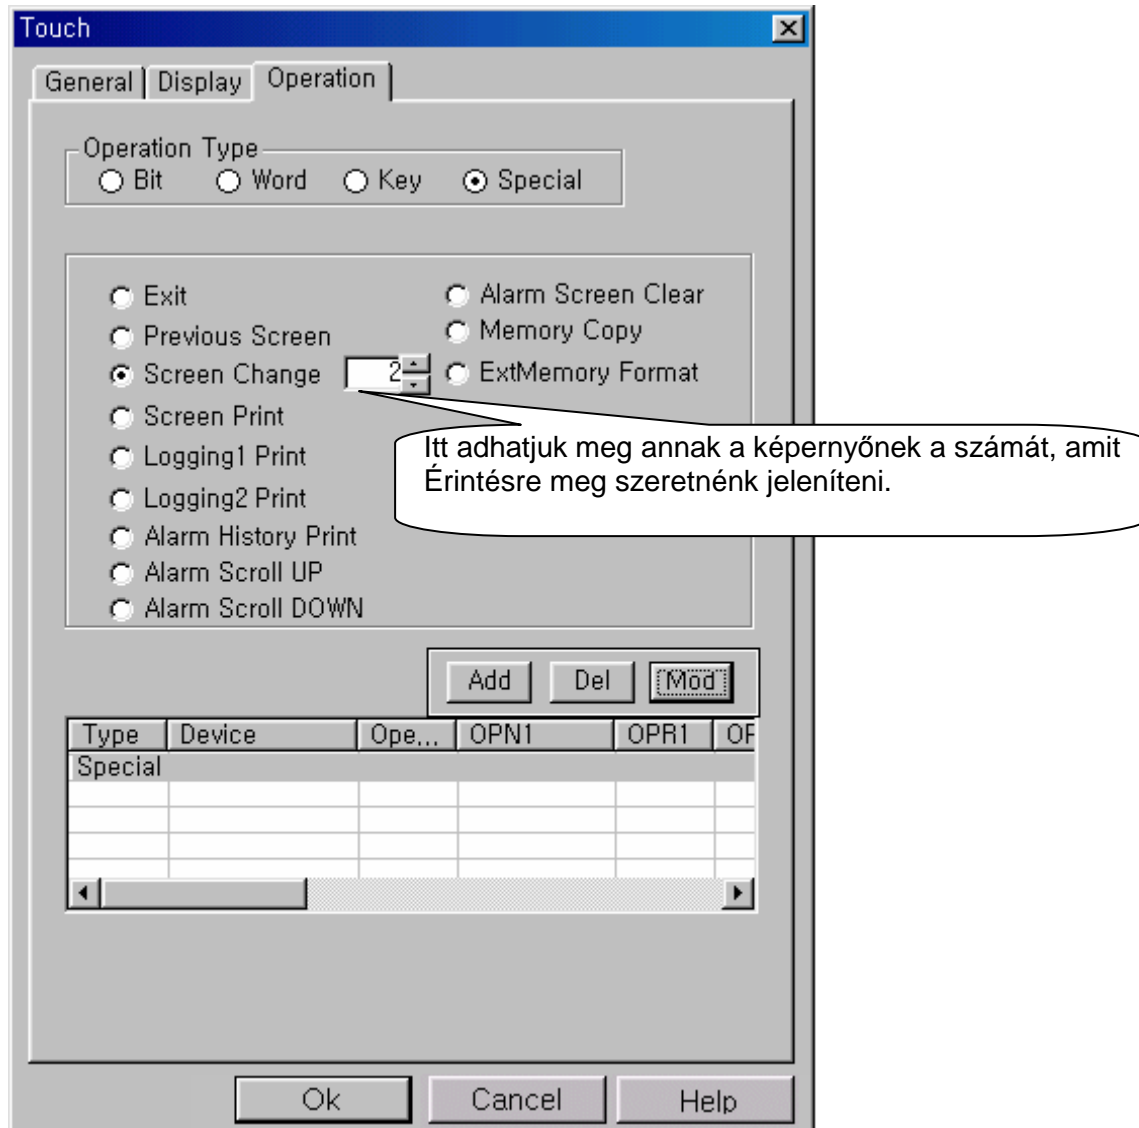 Touch
General Display Operation
Operation Type
Bit Word Key Special
Exit Alarm Screen Clear
Previous Screen Memory Copy
Screen Change 2 ExtMemory Format
Screen Print
Itt adhatjuk meg annak a képernyőnek a számát, amit
Érintésre meg szeretnénk jeleníteni.
Logging1 Print
Logging2 Print
Alarm History Print
Alarm Scroll UP
Alarm Scroll DOWN
Add Del Mod
Type Device Ope,,, OPN1 OPR1 OF
Special
Ok Cancel Help